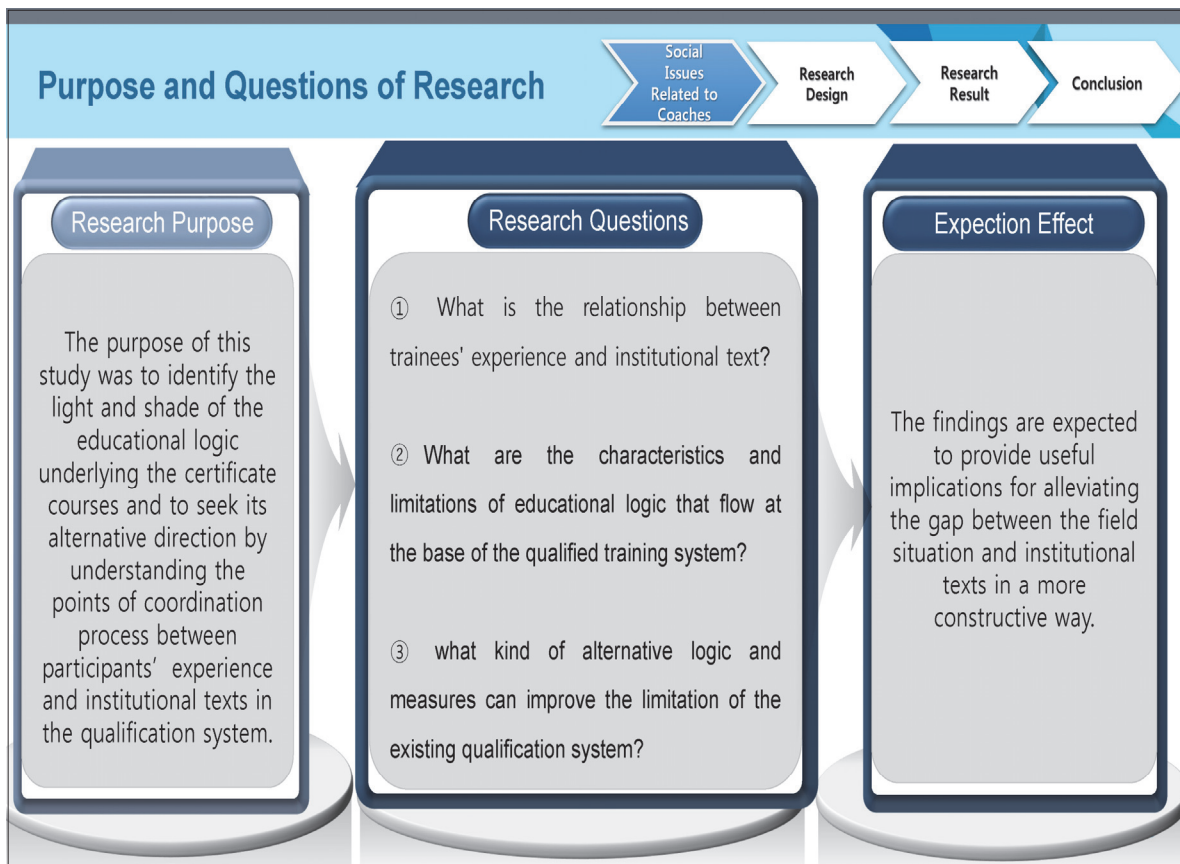 Purpose and Questions of Research
Social
Issues
Related to
Coaches
Research
Design
Research
Result
Conclusion
Research Purpose
The purpose of this
study was to identify the
light and shade of the
educational logic
underlying the certificate
courses and to seek its
alternative direction by
understanding the
points of coordination
process between
participants’ experience
and institutional texts in
the qualification system.
Research Questions
① What is the relationship between
trainees' experience and institutional text?
② What are the characteristics and
limitations of educational logic that flow at
the base of the qualified training system?
③ what kind of alternative logic and
measures can improve the limitation of the
existing qualification system?
Expection Effect
The findings are expected
to provide useful
implications for alleviating
the gap between the field
situation and institutional
texts in a more
constructive way.